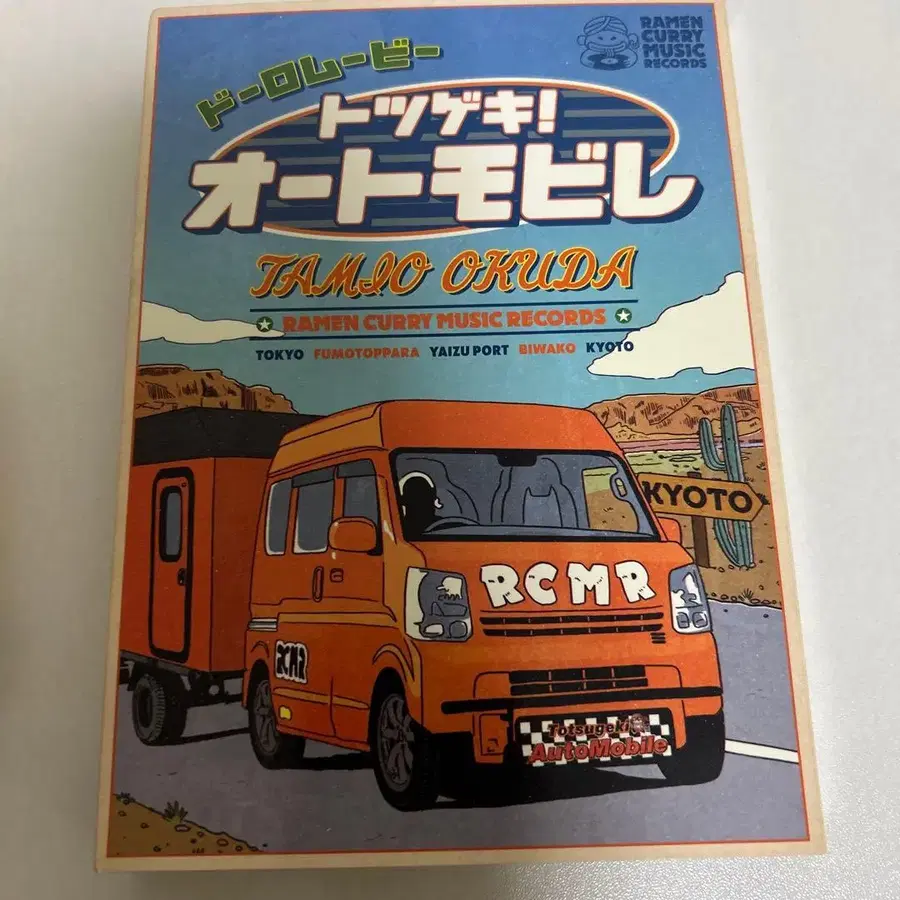 RAMEN
CURRY
MUSIC
RECORDS
ドーロムービー
トツゲキ!
オートモビレ
TAMIO OKUDA
RAMEN CURRY MUSIC RECORDS
TOKYO FUMOTOPPARA YAIZU PORT BIWAKO KYOTO
KYOTO
RCMR
RCMR
Totsugeki
AutoMobile